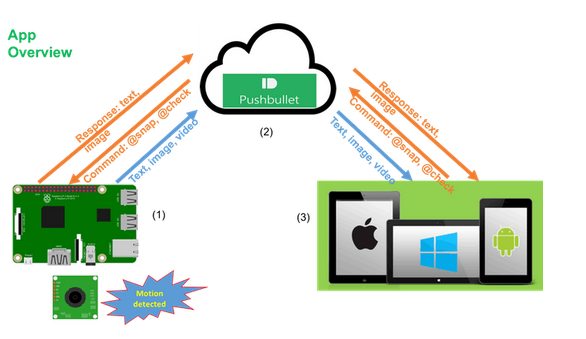 App
Overview
Pushbullet
(2)
Response: text,
image
Command: @snap, @check
Text, image, video
Response: text,
image
Command: @snap, @check
Text, image, video
(1)
(3)
Motion
detected